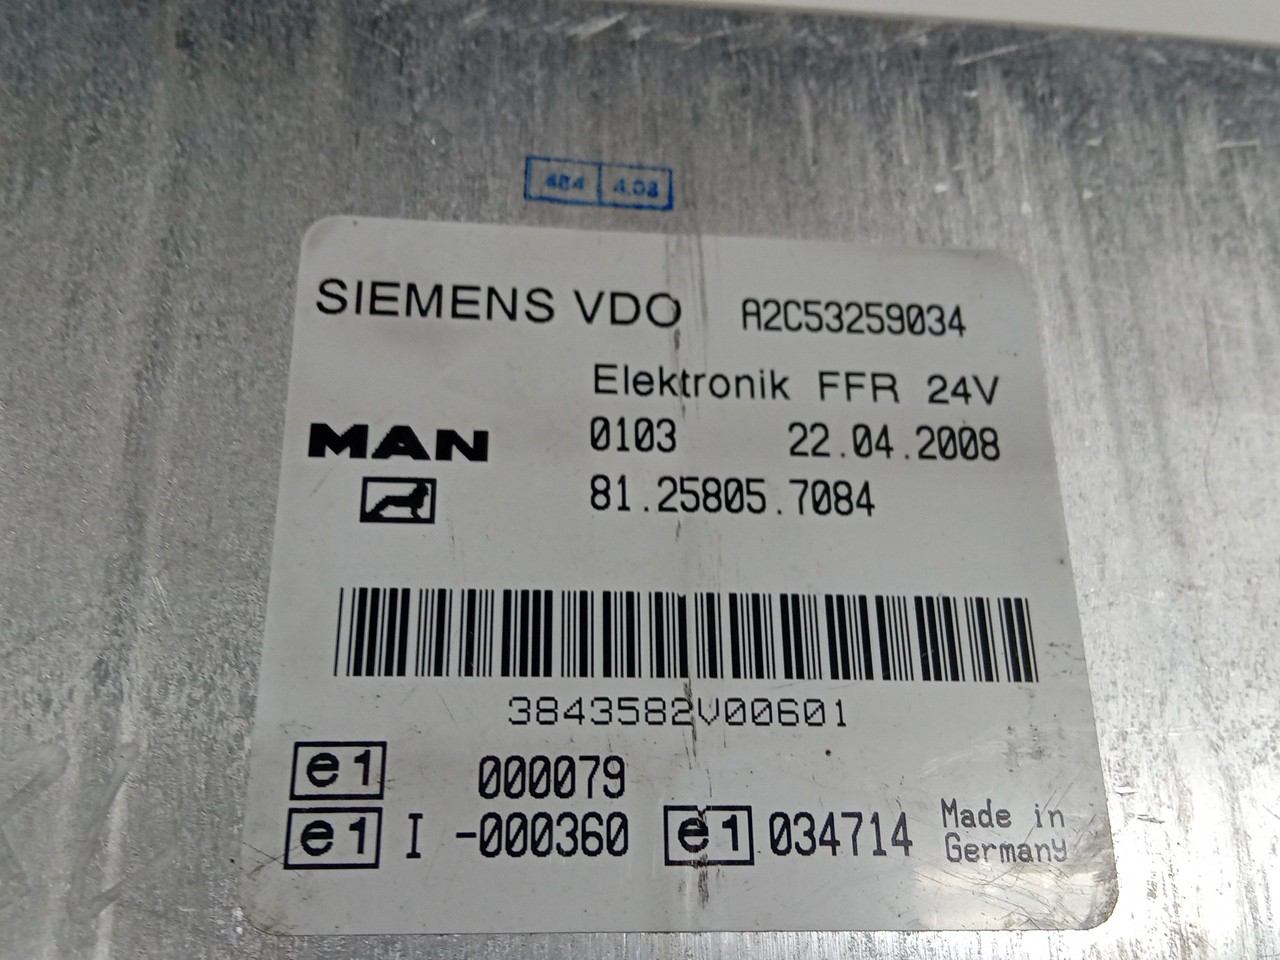 4.08
SIEMENS VDO A2C53259034
Elektronik FFR 24V
MAN 0103 22.04.2008
81.25805.7084
3843582V00601
e1 000079
e1 I -000360 e1 034714 Made in
Germany